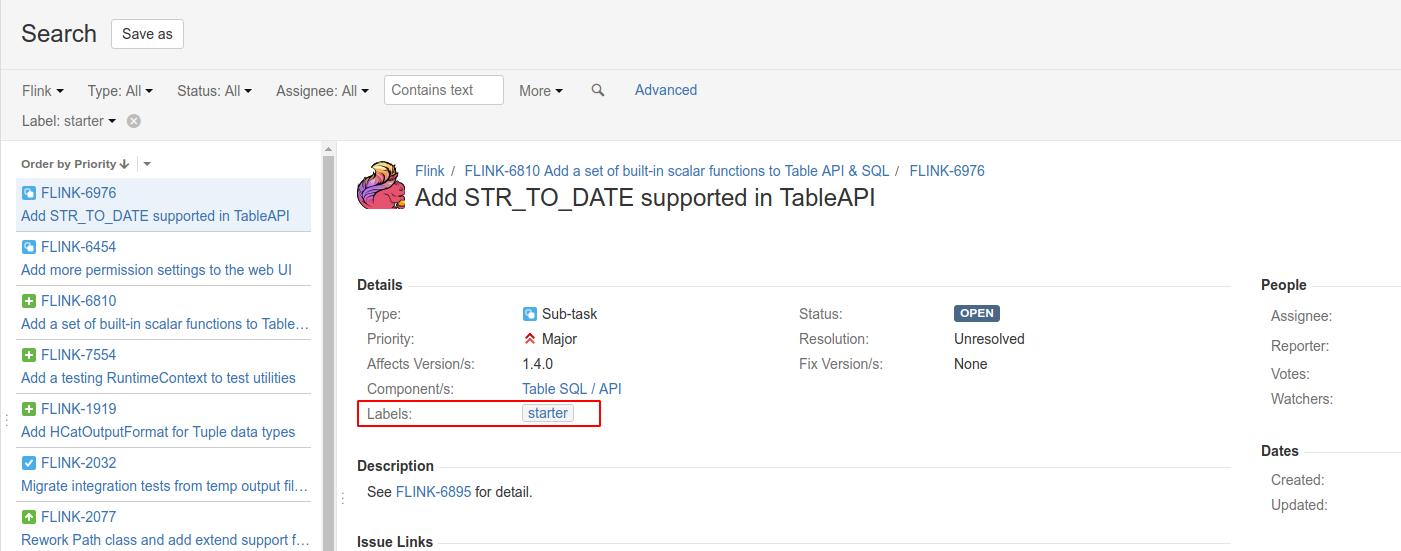 Search Save as
Flink Type: All Status: All Assignee: All Contains text More Advanced
Label: starter
Order by Priority
FLINK-6976
Add STR_TO_DATE supported in TableAPI
FLINK-6454
Add more permission settings to the web UI
FLINK-6810
Add a set of built-in scalar functions to Table…
FLINK-7554
Add a testing RuntimeContext to test utilities
FLINK-1919
Add HCatOutputFormat for Tuple data types
FLINK-2032
Migrate integration tests from temp output fil…
FLINK-2077
Rework Path class and add extend support f…
Flink / FLINK-6810 Add a set of built-in scalar functions to Table API & SQL / FLINK-6976
Add STR_TO_DATE supported in TableAPI
Details
Type: Sub-task
Priority: Major
Affects Version/s: 1.4.0
Component/s: Table SQL / API
Labels: starter
Status: OPEN
Resolution: Unresolved
Fix Version/s: None
Description
See FLINK-6895 for detail.
Issue Links
People
Assignee:
Reporter:
Votes:
Watchers:
Dates
Created:
Updated: